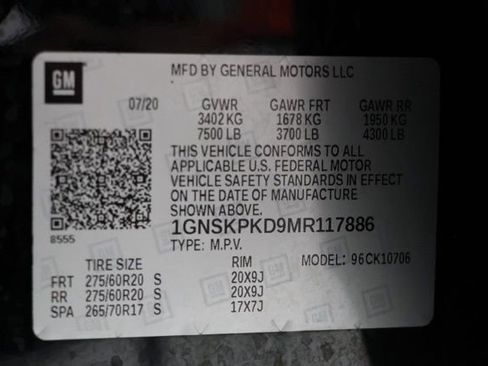 GM
MFD BY GENERAL MOTORS LLC
07/20 GVWR GAWR FRT GAWR RR
3402 KG 1678 KG 1950 KG
7500 LB 3700 LB 4300 LB
THIS VEHICLE CONFORMS TO ALL
APPLICABLE U.S. FEDERAL MOTOR
VEHICLE SAFETY STANDARDS IN EFFECT
ON THE DATE OF MANUFACTURE
SHOWN ABOVE.
8555
1GNSKPKD9MR117886
TYPE: M.P.V. MODEL: 96CK10706
TIRE SIZE RIM
FRT 275/60R20 S 20X9J
RR 275/60R20 S 20X9J
SPA 265/70R17 S 17X7J